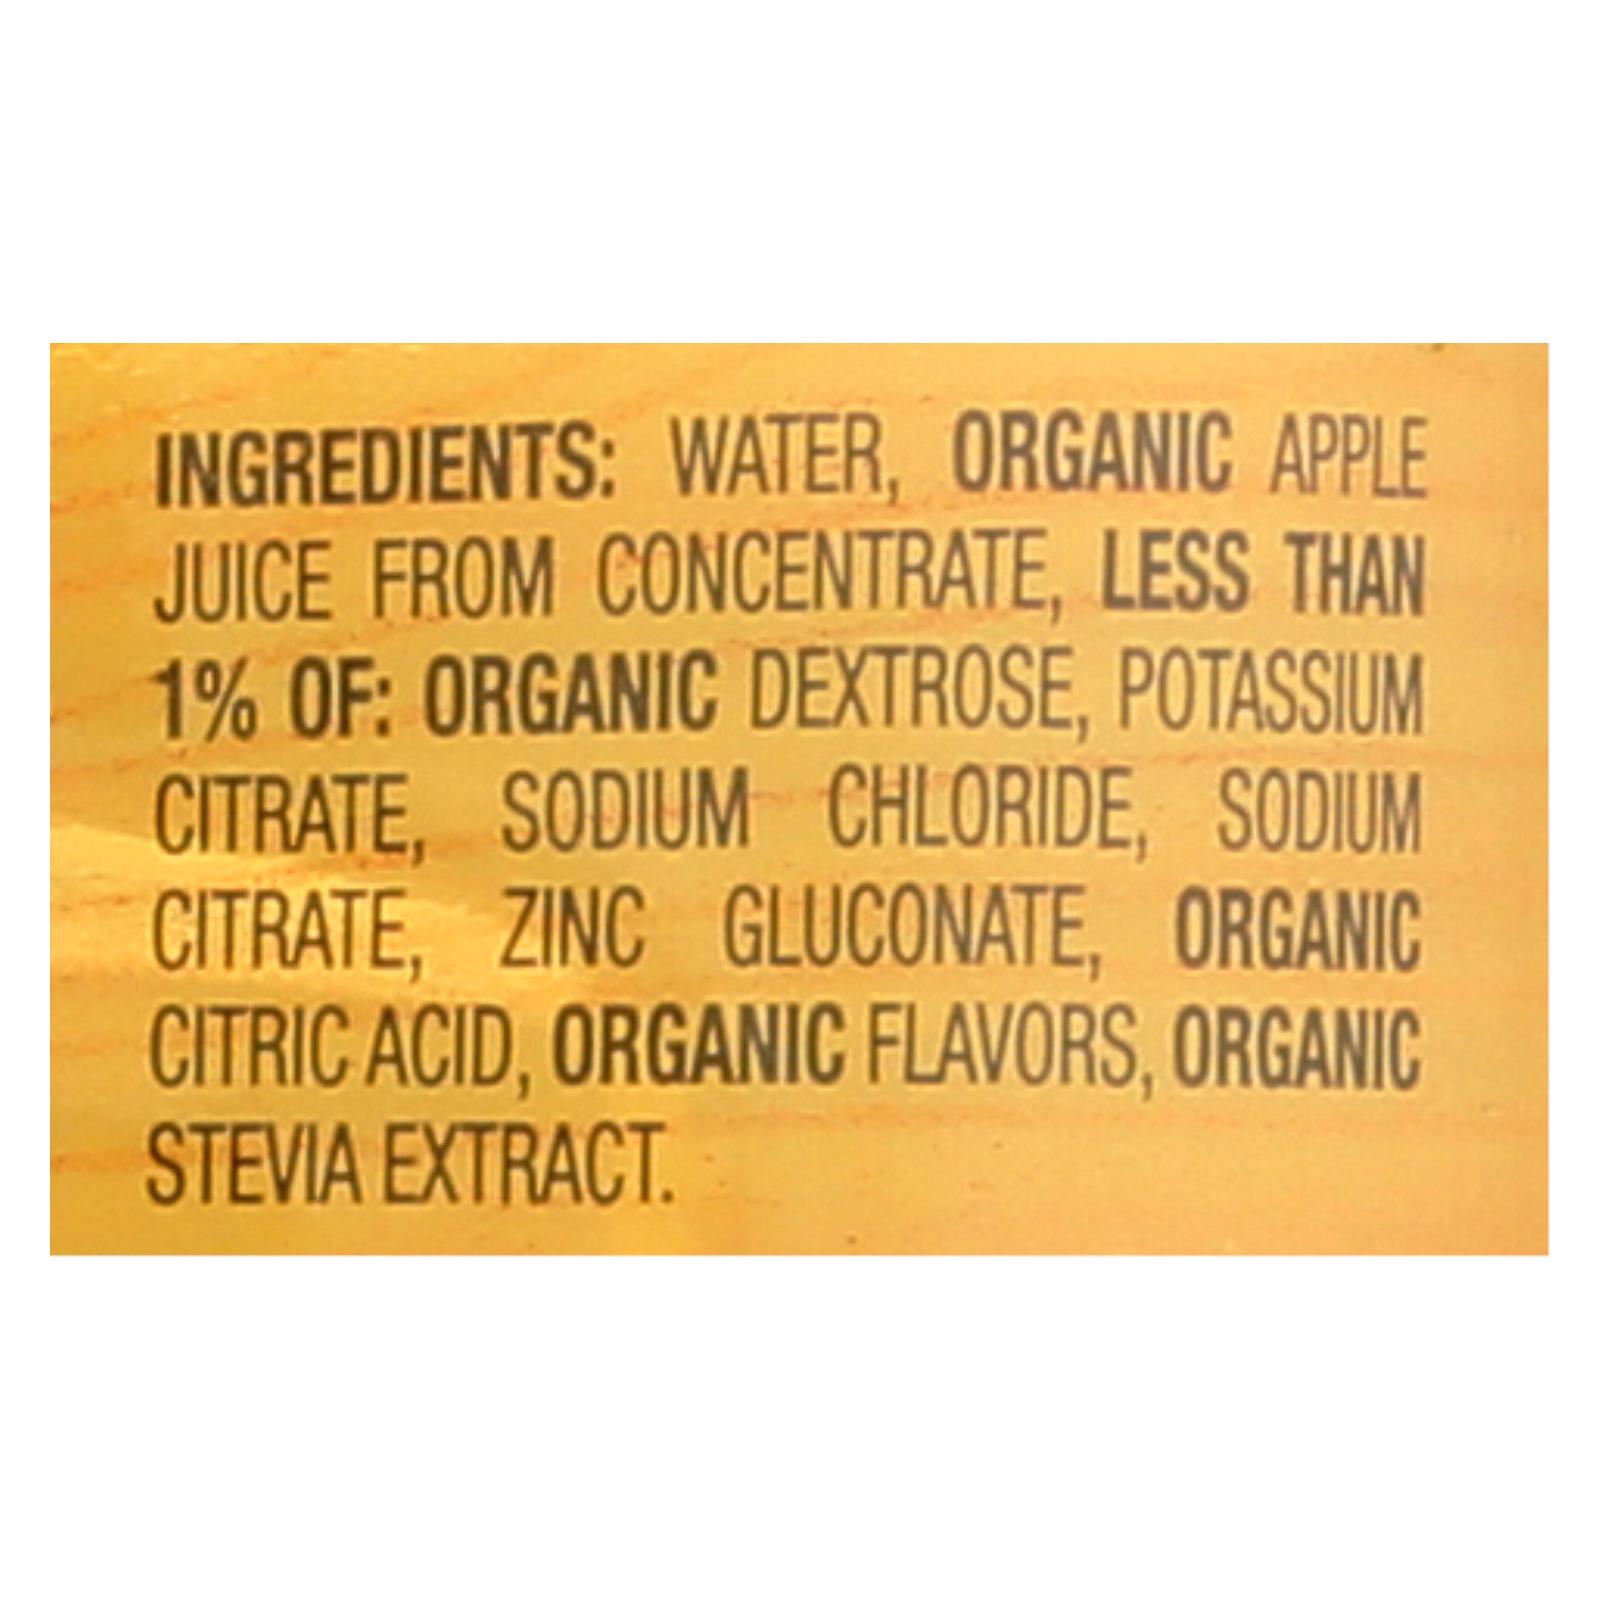 INGREDIENTS: WATER, ORGANIC APPLE
JUICE FROM CONCENTRATE, LESS THAN
1% OF: ORGANIC DEXTROSE, POTASSIUM
CITRATE, SODIUM CHLORIDE, SODIUM
CITRATE, ZINC GLUCONATE, ORGANIC
CITRIC ACID, ORGANIC FLAVORS, ORGANIC
STEVIA EXTRACT.